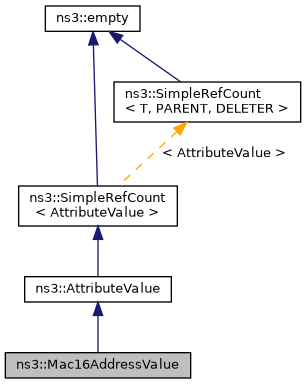 ns3::empty
ns3::SimpleRefCount
< T, PARENT, DELETER >
< AttributeValue >
ns3::SimpleRefCount
< AttributeValue >
ns3::AttributeValue
ns3::Mac16AddressValue